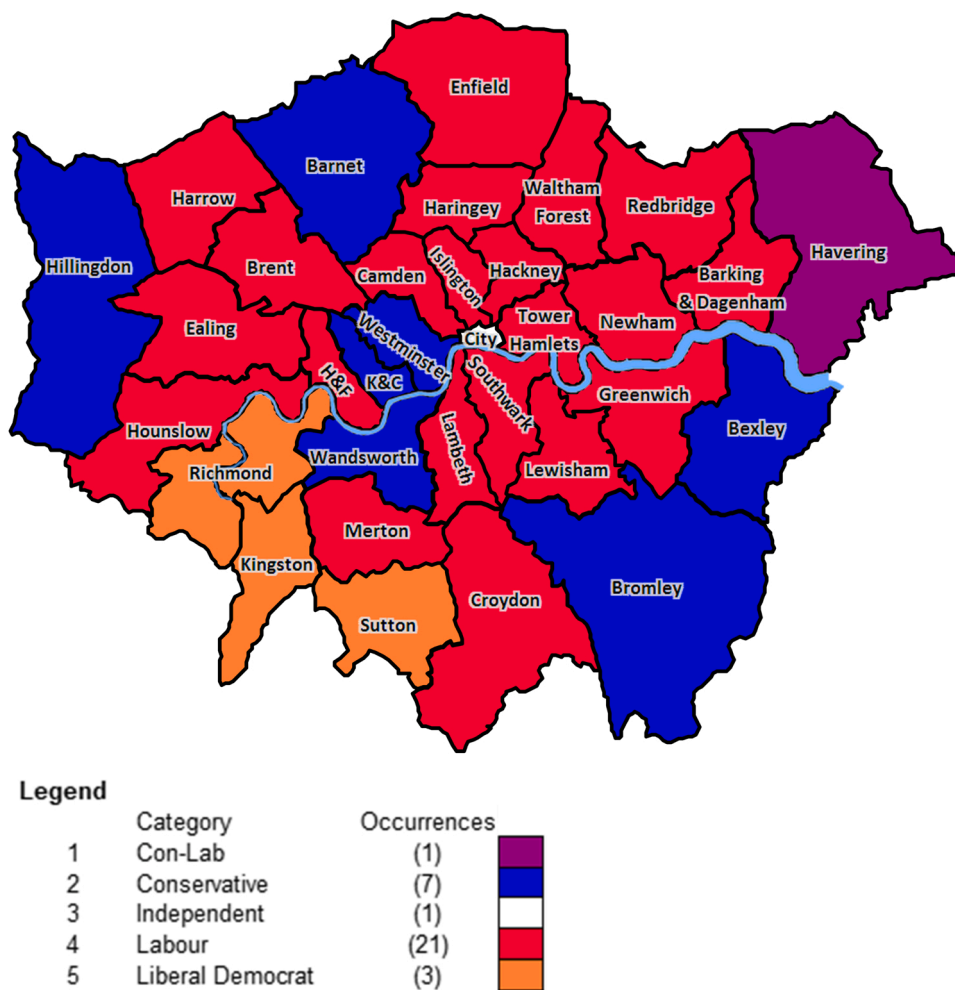 Enfield
Barnet
Harrow
Haringey
Waltham
Forest
Redbridge
Havering
Hillingdon
Brent
Camden
Islington
Hackney
Barking
& Dagenham
Ealing
Westminster
City
Tower
Hamlets
Newham
H&F
K&C
Southwark
Greenwich
Hounslow
Richmond
Wandsworth
Lambeth
Lewisham
Bexley
Merton
Kingston
Sutton
Croydon
Bromley
Legend
Category Occurrences
1 Con-Lab (1)
2 Conservative (7)
3 Independent (1)
4 Labour (21)
5 Liberal Democrat (3)